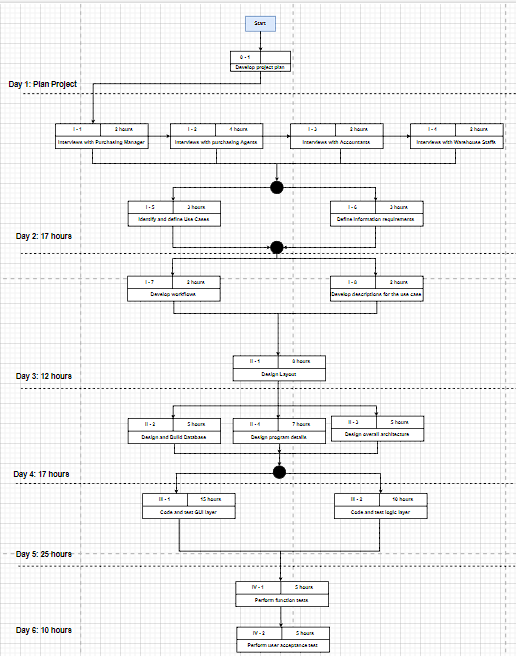 Start
0 - 1
Develop project plan
Day 1: Plan Project
I - 1 2 hours
Interviews with Purchasing Manager
I - 2 4 hours
Interviews with purchasing Agents
I - 3 2 hours
Interviews with Accountants
I - 4 2 hours
Interviews with Warehouse Staffs
I - 5 3 hours
Identify and define Use Cases
I - 6 3 hours
Define information requirements
Day 2: 17 hours
I - 7 2 hours
Develop workflows
I - 8 2 hours
Develop descriptions for the use case
II - 1 8 hours
Design Layout
Day 3: 12 hours
II - 2 5 hours
Design and Build Database
II - 4 7 hours
Design program details
II - 3 5 hours
Design overall architecture
Day 4: 17 hours
III - 1 15 hours
Code and test GUI layer
III - 2 10 hours
Code and test logic layer
Day 5: 25 hours
IV - 1 5 hours
Perform function tests
Day 6: 10 hours
IV - 2 5 hours
Perform user acceptance test